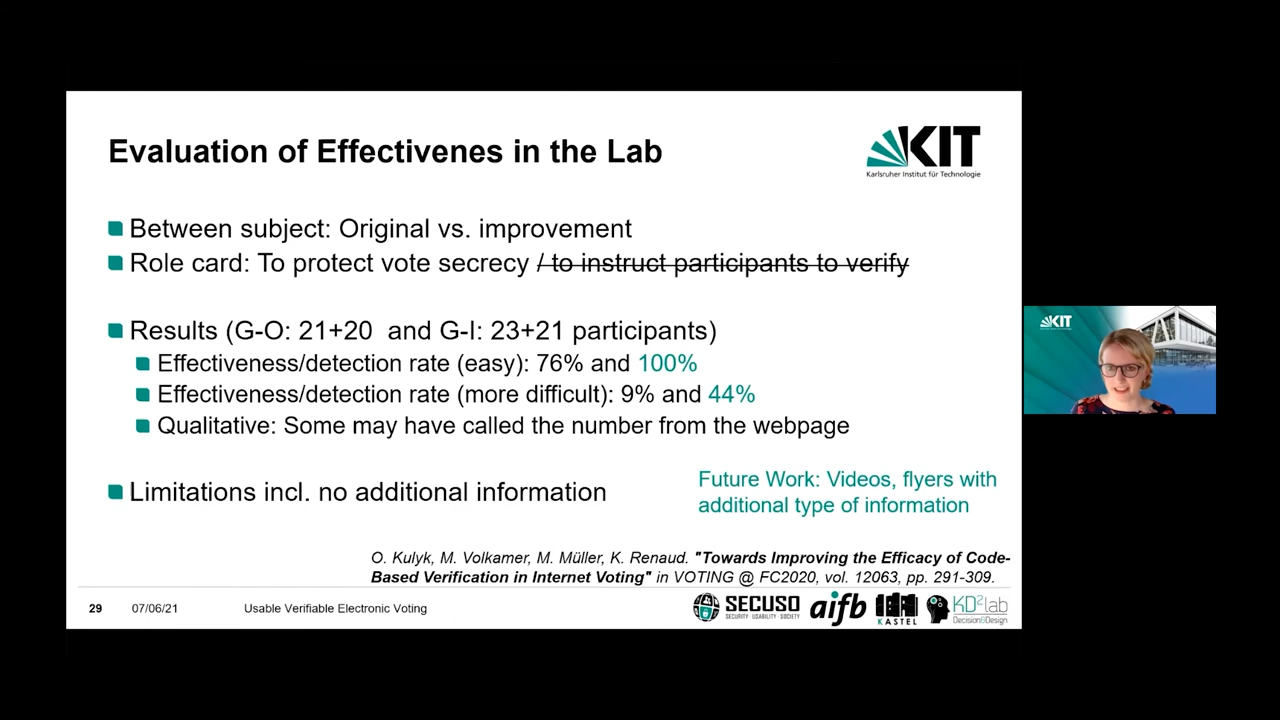 Evaluation of Effectivenes in the Lab
KIT
Karlsruher Institut für Technologie
Between subject: Original vs. improvement
Role card: To protect vote secrecy / to instruct participants to verify
Results (G-O: 21+20 and G-I: 23+21 participants)
Effectiveness/detection rate (easy): 76% and 100%
Effectiveness/detection rate (more difficult): 9% and 44%
Qualitative: Some may have called the number from the webpage
Limitations incl. no additional information
Future Work: Videos, flyers with
additional type of information
O. Kulyk, M. Volkamer, M. Müller, K. Renaud. "Towards Improving the Efficacy of Code-
Based Verification in Internet Voting" in VOTING @ FC2020, vol. 12063, pp. 291-309.
29 07/06/21 Usable Verifiable Electronic Voting
SECUSO
SECURITY · USABILITY · SOCIETY
aifb
KASTEL
KD²lab
Decision&Design
KIT